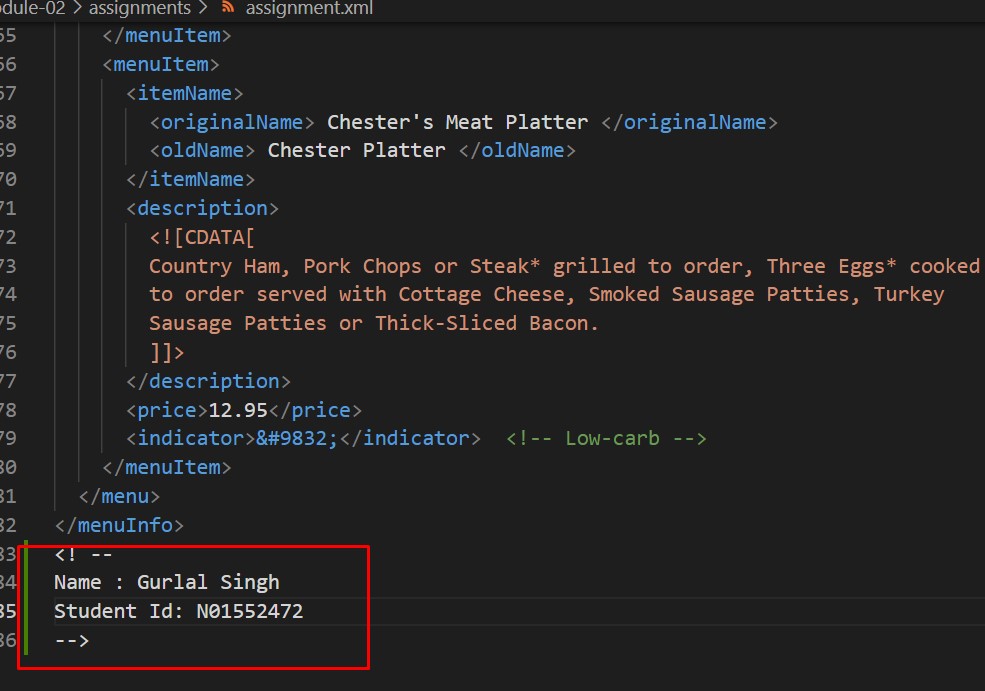 dule-02 > assignments > assignment.xml
65 </menuItem>
66 <menuItem>
67 <itemName>
68 <originalName> Chester's Meat Platter </originalName>
69 <oldName> Chester Platter </oldName>
70 </itemName>
71 <description>
72 <![CDATA[
73 Country Ham, Pork Chops or Steak* grilled to order, Three Eggs* cooked
74 to order served with Cottage Cheese, Smoked Sausage Patties, Turkey
75 Sausage Patties or Thick-Sliced Bacon.
76 ]]>
77 </description>
78 <price>12.95</price>
79 <indicator>&#9832;</indicator> <!-- Low-carb -->
80 </menuItem>
81 </menu>
82 </menuInfo>
83 <! --
84 Name : Gurlal Singh
85 Student Id: N01552472
86 -->